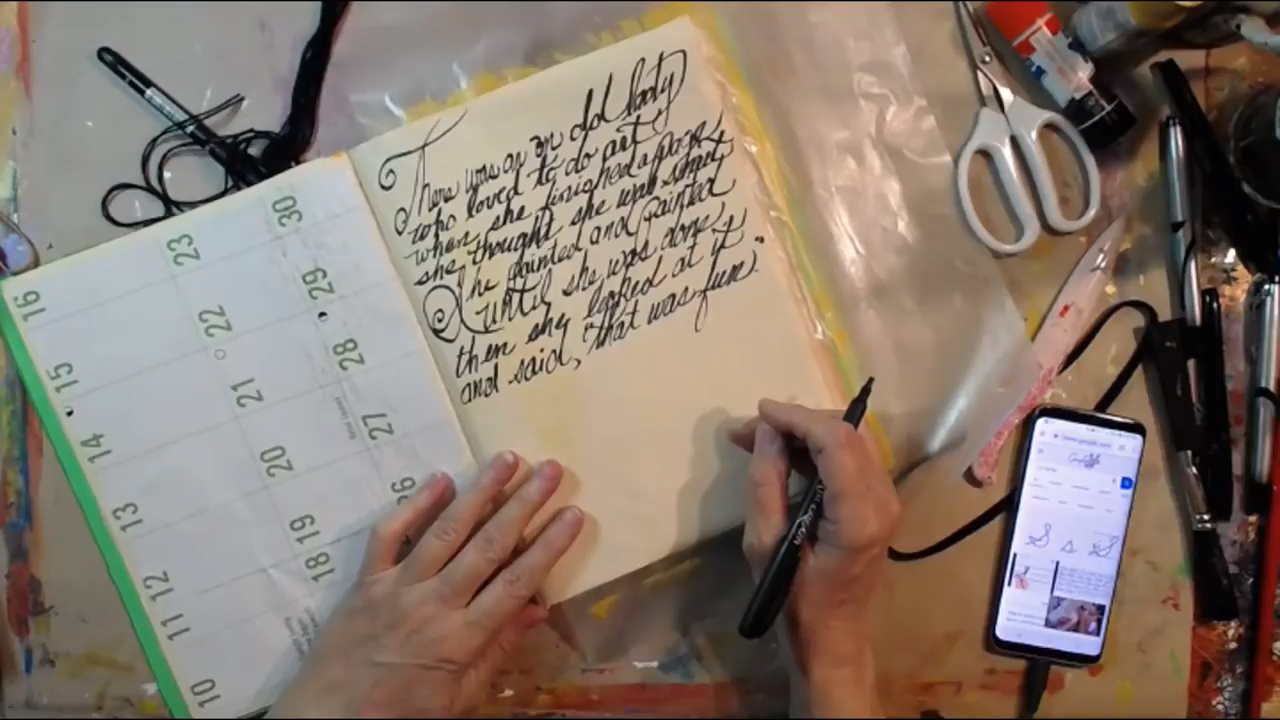 There was an old
who loved to do art
when she finished a page
she thought she was smart
She painted and painted
until she was done
then she looked at it
and said, "that was fun."
16 23 30
15 22 29
14 21 28
13 20 27
12 19 26
11 18
10